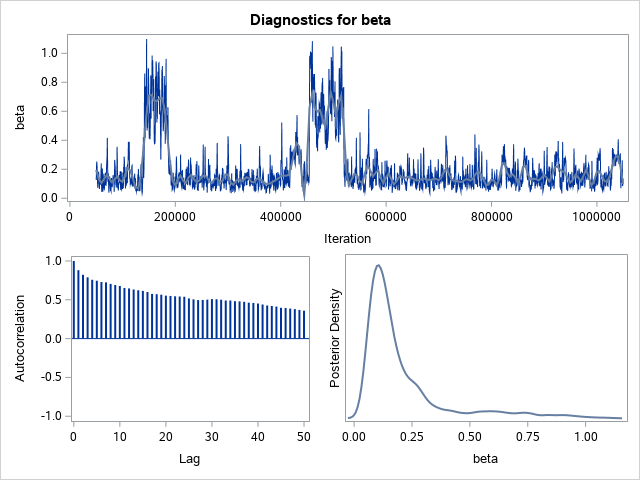 Diagnostics for beta
beta
1.0
0.8
0.6
0.4
0.2
0.0
0 200000 400000 600000 800000 1000000
Iteration
Autocorrelation
1.0
0.5
0.0
-0.5
-1.0
0 10 20 30 40 50
Lag
Posterior Density
0.00 0.25 0.50 0.75 1.00
beta